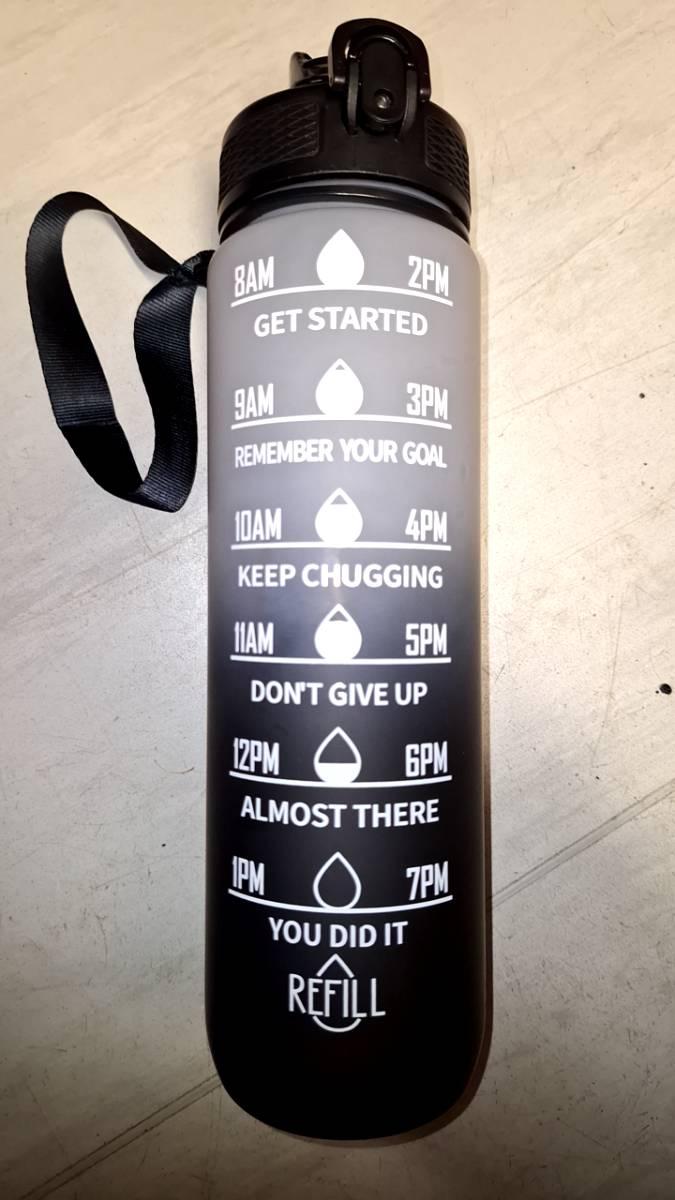 8AM 2PM
GET STARTED
9AM 3PM
REMEMBER YOUR GOAL
10AM 4PM
KEEP CHUGGING
11AM 5PM
DON'T GIVE UP
12PM 6PM
ALMOST THERE
1PM 7PM
YOU DID IT
REFILL